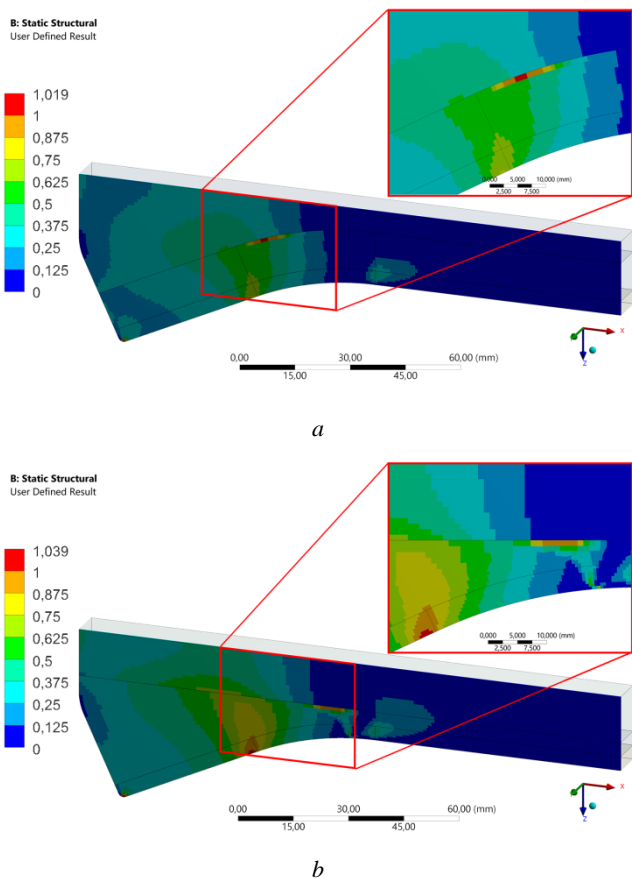 B: Static Structural
User Defined Result
1,019
1
0,875
0,75
0,625
0,5
0,375
0,25
0,125
0
0,000 5,000 10,000 (mm)
2,500 7,500
0,00 30,00 60,00 (mm)
15,00 45,00
X
Z
a
B: Static Structural
User Defined Result
1,039
1
0,875
0,75
0,625
0,5
0,375
0,25
0,125
0
0,000 5,000 10,000 (mm)
2,500 7,500
0,00 30,00 60,00 (mm)
15,00 45,00
X
Z
b